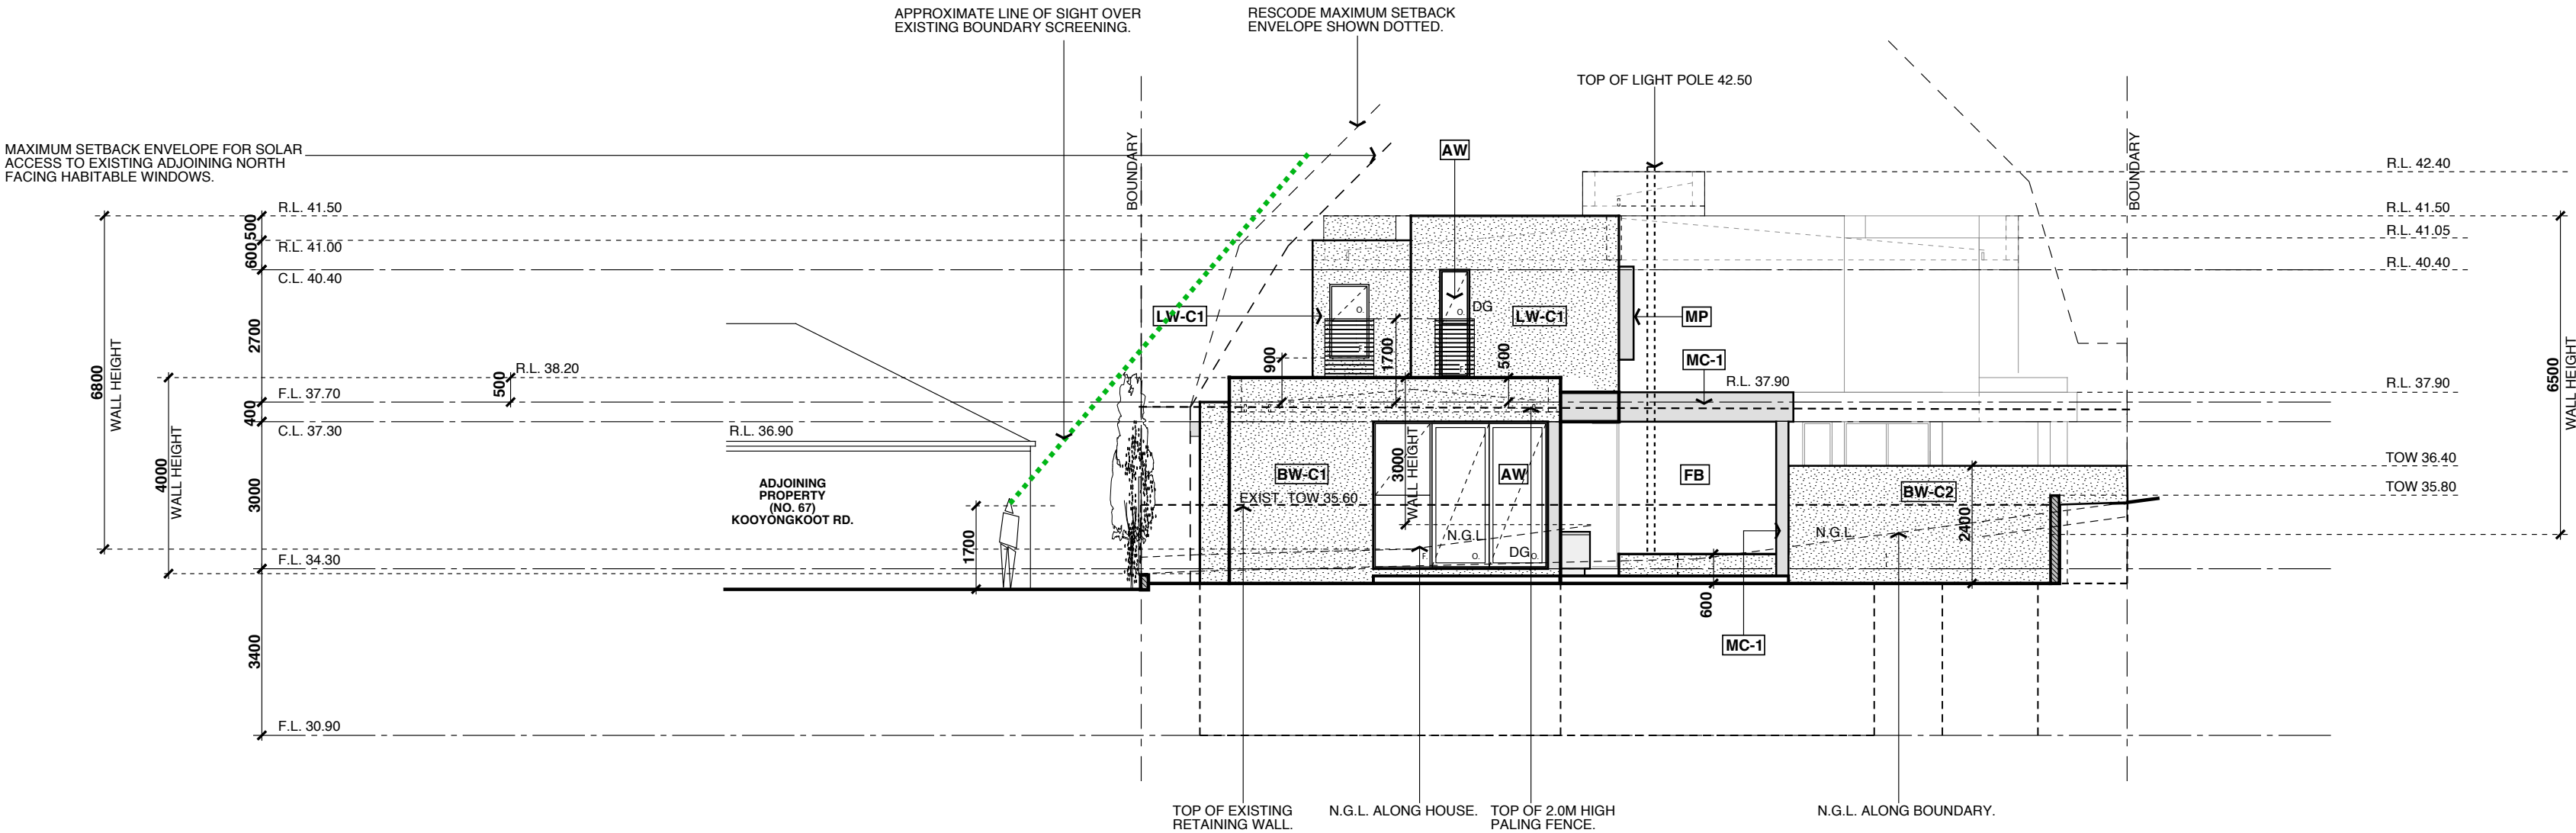 APPROXIMATE LINE OF SIGHT OVER
EXISTING BOUNDARY SCREENING.
RESCODE MAXIMUM SETBACK
ENVELOPE SHOWN DOTTED.
TOP OF LIGHT POLE 42.50
MAXIMUM SETBACK ENVELOPE FOR SOLAR
ACCESS TO EXISTING ADJOINING NORTH
FACING HABITABLE WINDOWS.
BOUNDARY
BOUNDARY
AW
R.L. 42.40
R.L. 41.50
R.L. 41.50
500
R.L. 41.05
R.L. 41.00
600
R.L. 40.40
C.L. 40.40
O.
O.
DG
LW-C1
LW-C1
MP
2700
900
1700
500
MC-1
R.L. 38.20
500
R.L. 37.90
R.L. 37.90
6800
WALL HEIGHT
6500
WALL HEIGHT
F.L. 37.70
400
C.L. 37.30
R.L. 36.90
4000
WALL HEIGHT
3000
WALL HEIGHT
TOW 36.40
3000
ADJOINING
PROPERTY
(NO. 67)
KOOYONGKOOT RD.
BW-C1
AW
FB
BW-C2
TOW 35.80
EXIST. TOW 35.60
1700
N.G.L.
N.G.L.
2400
F.
O.
DG
O.
F.L. 34.30
600
3400
MC-1
F.L. 30.90
TOP OF EXISTING
RETAINING WALL.
N.G.L. ALONG HOUSE.
TOP OF 2.0M HIGH
PALING FENCE.
N.G.L. ALONG BOUNDARY.